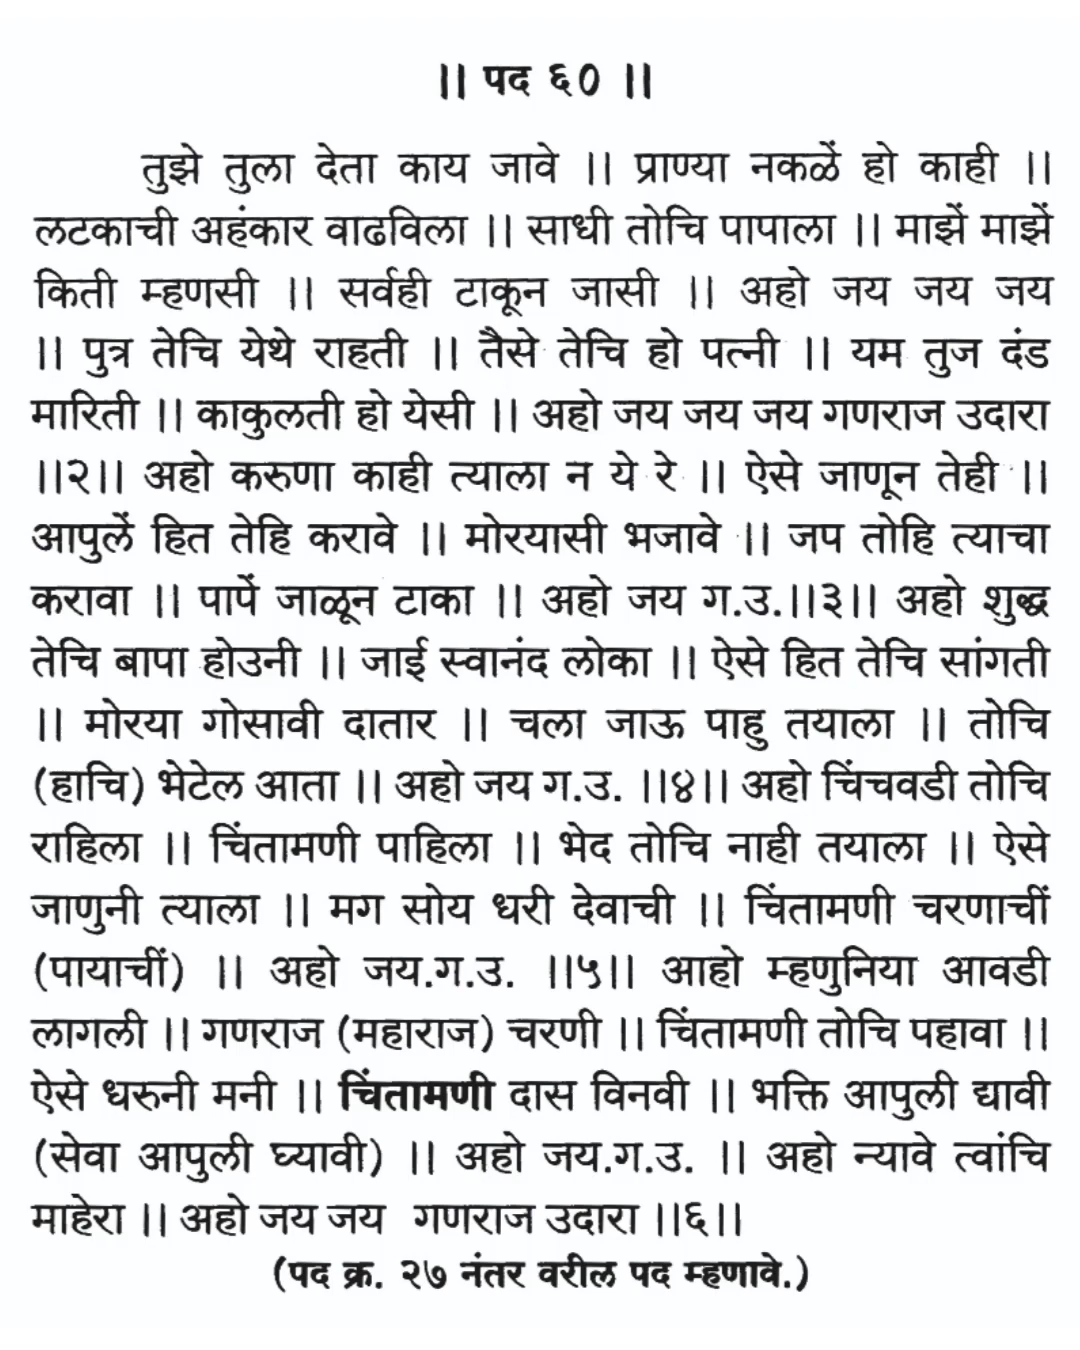 || पद ६० ||
तुझे तुला देता काय जावे || प्राण्या नकळें हो काही ||
लटकाची अहंकार वाढविला || साधी तोचि पापाला || माझें माझें
किती म्हणसी || सर्वही टाकून जासी || अहो जय जय जय
|| पुत्र तेचि येथे राहती || तैसे तेचि हो पत्नी || यम तुज दंड
मारिती || काकुलती हो येसी || अहो जय जय जय गणराज उदारा
||२|| अहो करुणा काही त्याला न ये रे || ऐसे जाणून तेही ||
आपुलें हित तेहि करावे || मोरयासी भजावे || जप तोहि त्याचा
करावा || पापें जाळून टाका || अहो जय ग.उ.||३|| अहो शुद्ध
तेचि बापा होउनी || जाई स्वानंद लोका || ऐसे हित तेचि सांगती
|| मोरया गोसावी दातार || चला जाऊ पाहु तयाला || तोचि
(हाचि) भेटेल आता || अहो जय ग.उ. ||४|| अहो चिंचवडी तोचि
राहिला || चिंतामणी पाहिला || भेद तोचि नाही तयाला || ऐसे
जाणुनी त्याला || मग सोय धरी देवाची || चिंतामणी चरणाचीं
(पायाचीं) || अहो जय.ग.उ. ||५|| आहो म्हणुनिया आवडी
लागली || गणराज (महाराज) चरणी || चिंतामणी तोचि पहावा ||
ऐसे धरुनी मनी || चिंतामणी दास विनवी || भक्ति आपुली द्यावी
(सेवा आपुली घ्यावी) || अहो जय.ग.उ. || अहो न्यावे त्वांचि
माहेरा || अहो जय जय गणराज उदारा ||६||
(पद क्र. २७ नंतर वरील पद म्हणावे.)